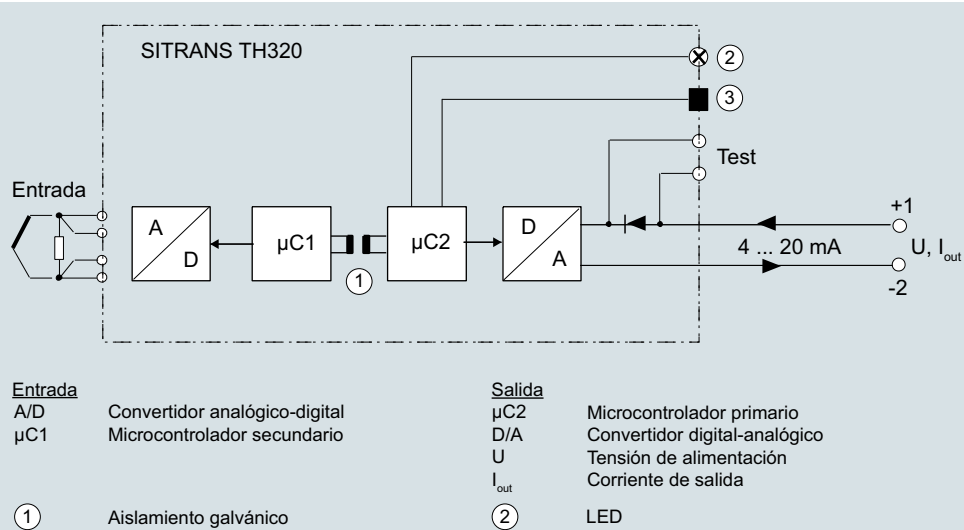 SITRANS TH320
2
3
Test
Entrada
A
D
µC1
µC2
D
A
1
4 ... 20 mA
+1
U, Iout
-2
Entrada
A/D Convertidor analógico-digital
µC1 Microcontrolador secundario
1 Aislamiento galvánico
Salida
µC2 Microcontrolador primario
D/A Convertidor digital-analógico
U Tensión de alimentación
Iout Corriente de salida
2 LED